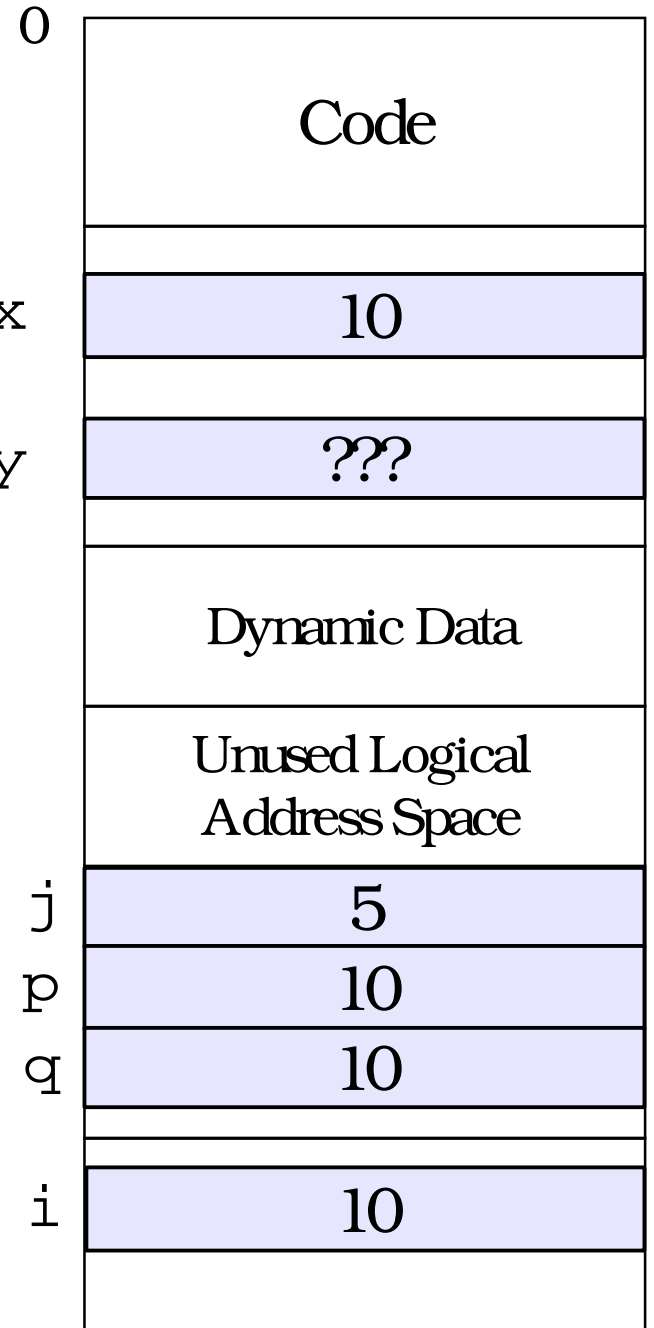 0
Code
x 10
y ???
Dynamic Data
Unused Logical
Address Space
j 5
p 10
q 10
i 10